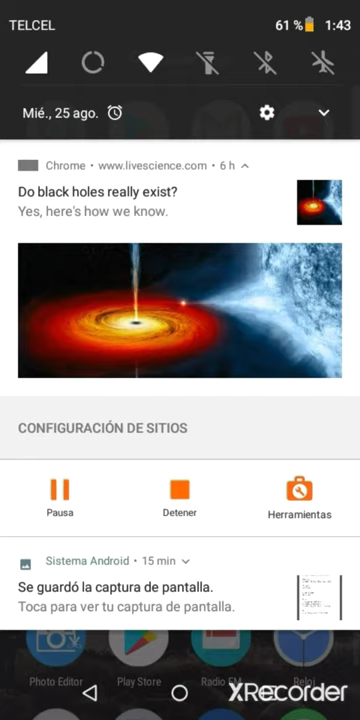 TELCEL 61 % 1:43
Mié., 25 ago.
Chrome • www.livescience.com • 6 h
Do black holes really exist?
Yes, here's how we know.
CONFIGURACIÓN DE SITIOS
Pausa Detener Herramientas
Sistema Android • 15 min
Se guardó la captura de pantalla.
Toca para ver tu captura de pantalla.
Photo Editor Play Store Radio FM Reloj
XRecorder